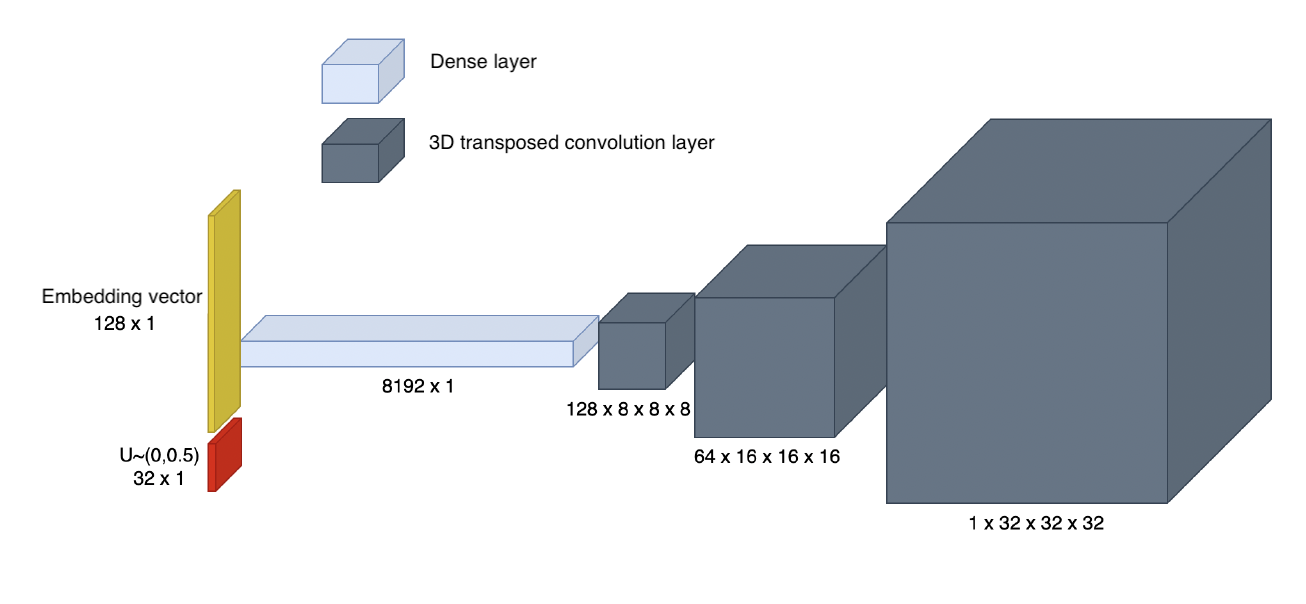 Dense layer
3D transposed convolution layer
Embedding vector
128 x 1
U~(0,0.5)
32 x 1
8192 x 1
128 x 8 x 8 x 8
64 x 16 x 16 x 16
1 x 32 x 32 x 32